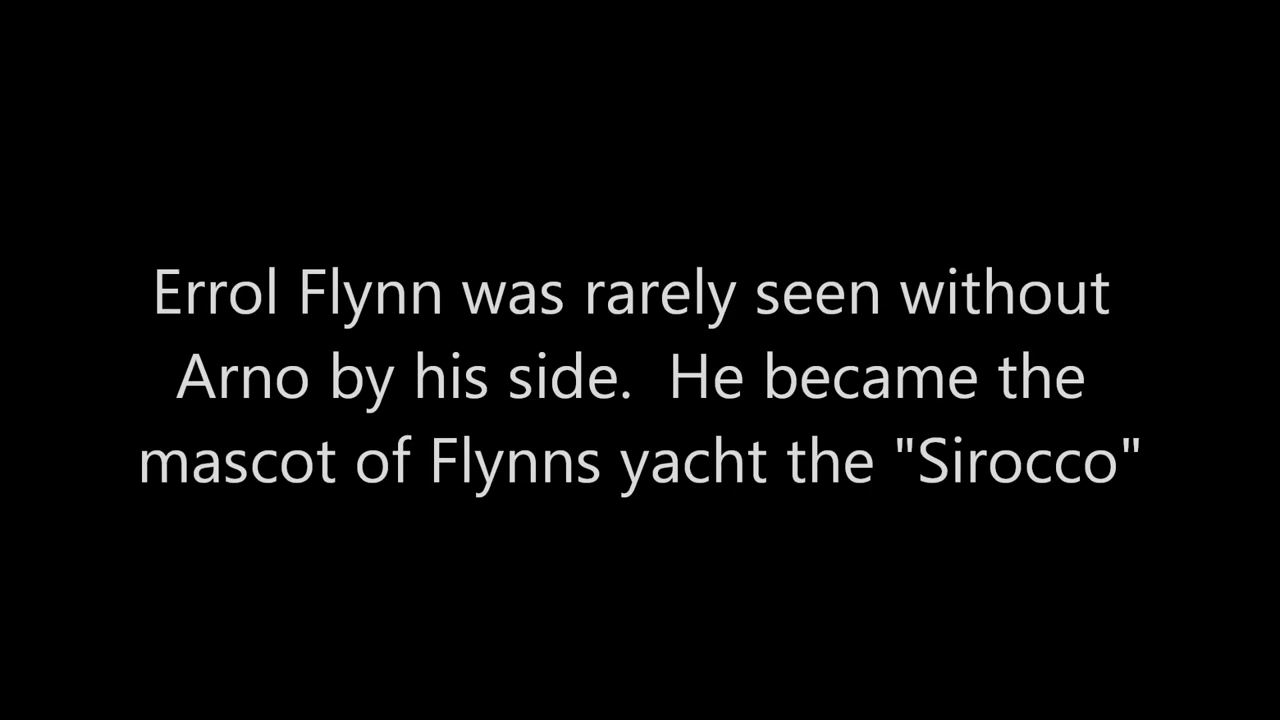 Errol Flynn was rarely seen without
Arno by his side.  He became the
mascot of Flynns yacht the "Sirocco"